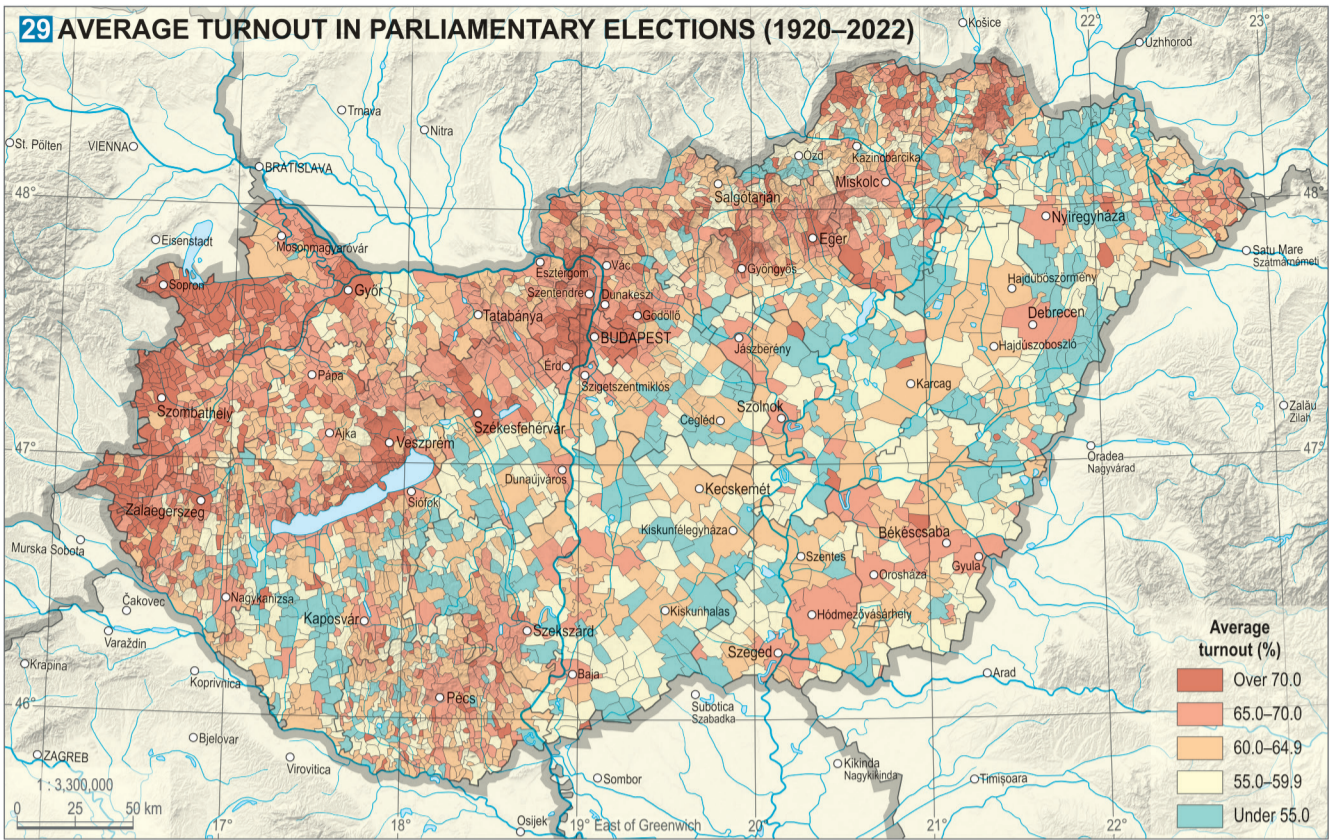 29 AVERAGE TURNOUT IN PARLIAMENTARY ELECTIONS (1920–2022)
Košice
22°
23°
Uzhhorod
Trnava
Nitra
St. Pölten
VIENNA
BRATISLAVA
Ózd
Kazincbarcika
Miskolc
Salgótarján
48°
48°
Nyíregyháza
Eisenstadt
Mosonmagyaróvár
Eger
Satu Mare
Szatmárnémeti
Sopron
Győr
Esztergom
Vác
Gyöngyös
Hajdúböszörmény
Szentendre
Dunakeszi
Tatabánya
Gödöllő
Debrecen
BUDAPEST
Jászberény
Hajdúszoboszló
Pápa
Érd
Szigetszentmiklós
Karcag
Szombathely
Székesfehérvár
Cegléd
Szolnok
Zalău
Zilah
Ajka
Veszprém
47°
47°
Oradea
Nagyvárad
Dunaújváros
Kecskemét
Zalaegerszeg
Siófok
Kiskunfélegyháza
Békéscsaba
Murska Sobota
Szentes
Gyula
Orosháza
Nagykanizsa
Čakovec
Kaposvár
Kiskunhalas
Hódmezővásárhely
Varaždin
Szekszárd
Szeged
Krapina
Koprivnica
Baja
Arad
Pécs
46°
Subotica
Szabadka
Bjelovar
ZAGREB
Virovitica
Sombor
Kikinda
Nagykikinda
Timișoara
Osijek
1 : 3,300,000
0 25 50 km
17°
18°
19° East of Greenwich
20°
21°
22°
Average
turnout (%)
Over 70.0
65.0–70.0
60.0–64.9
55.0–59.9
Under 55.0